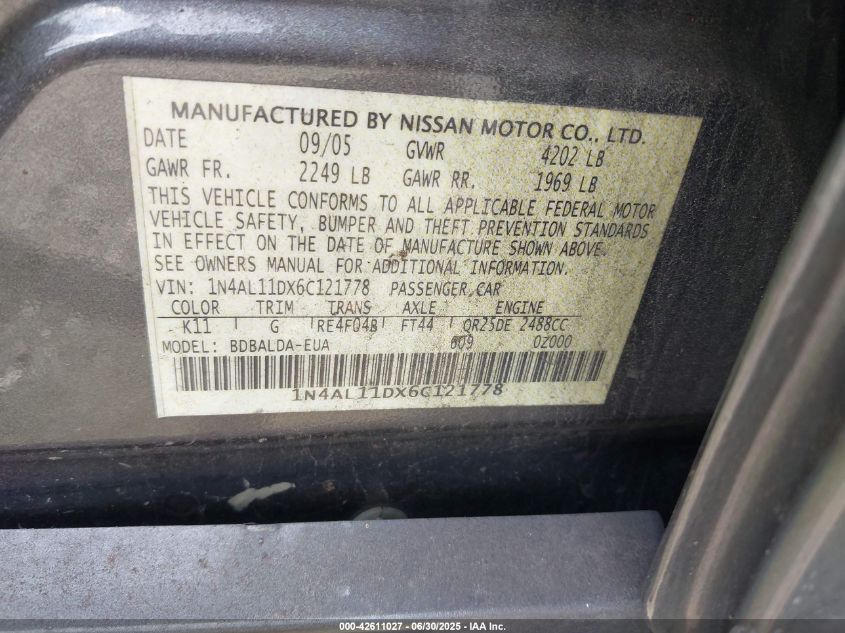 MANUFACTURED BY NISSAN MOTOR CO., LTD.
DATE 09/05 GVWR 4202 LB
GAWR FR. 2249 LB GAWR RR. 1969 LB
THIS VEHICLE CONFORMS TO ALL APPLICABLE FEDERAL MOTOR
VEHICLE SAFETY, BUMPER AND THEFT PREVENTION STANDARDS
IN EFFECT ON THE DATE OF MANUFACTURE SHOWN ABOVE.
SEE OWNERS MANUAL FOR ADDITIONAL INFORMATION.
VIN: 1N4AL11DX6C121778 PASSENGER CAR
COLOR TRIM TRANS AXLE ENGINE
K11 G RE4F04B FT44 QR25DE 2488CC
MODEL: BDBALDA-EUA 609 0Z000
1N4AL11DX6C121778
000-42611027 - 06/30/2025 - IAA Inc.